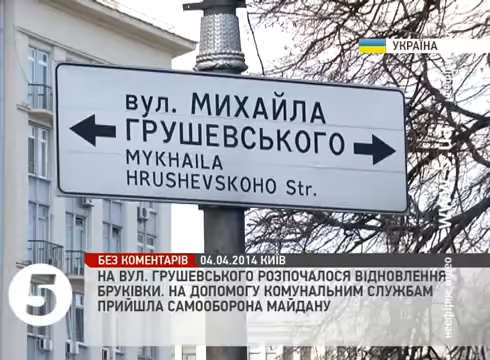 УКРАЇНА
вул. МИХАЙЛА
ГРУШЕВСЬКОГО
MYKHAILA
HRUSHEVSKOHO Str.
БЕЗ КОМЕНТАРІВ 04.04.2014 КИЇВ
НА ВУЛ. ГРУШЕВСЬКОГО РОЗПОЧАЛОСЯ ВІДНОВЛЕННЯ
БРУКІВКИ. НА ДОПОМОГУ КОМУНАЛЬНИМ СЛУЖБАМ
ПРИЙШЛА САМООБОРОНА МАЙДАНУ
5